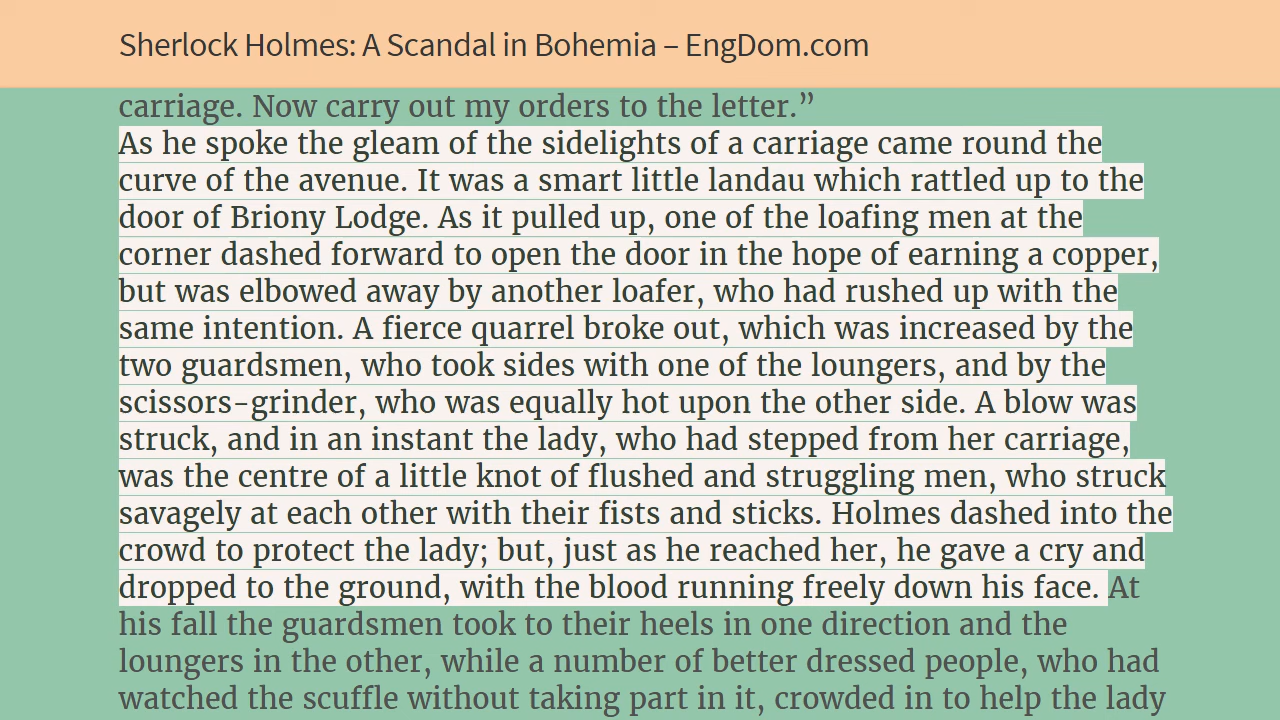 Sherlock Holmes: A Scandal in Bohemia – EngDom.com
carriage. Now carry out my orders to the letter.”
As he spoke the gleam of the sidelights of a carriage came round the
curve of the avenue. It was a smart little landau which rattled up to the
door of Briony Lodge. As it pulled up, one of the loafing men at the
corner dashed forward to open the door in the hope of earning a copper,
but was elbowed away by another loafer, who had rushed up with the
same intention. A fierce quarrel broke out, which was increased by the
two guardsmen, who took sides with one of the loungers, and by the
scissors-grinder, who was equally hot upon the other side. A blow was
struck, and in an instant the lady, who had stepped from her carriage,
was the centre of a little knot of flushed and struggling men, who struck
savagely at each other with their fists and sticks. Holmes dashed into the
crowd to protect the lady; but, just as he reached her, he gave a cry and
dropped to the ground, with the blood running freely down his face. At
his fall the guardsmen took to their heels in one direction and the
loungers in the other, while a number of better dressed people, who had
watched the scuffle without taking part in it, crowded in to help the lady